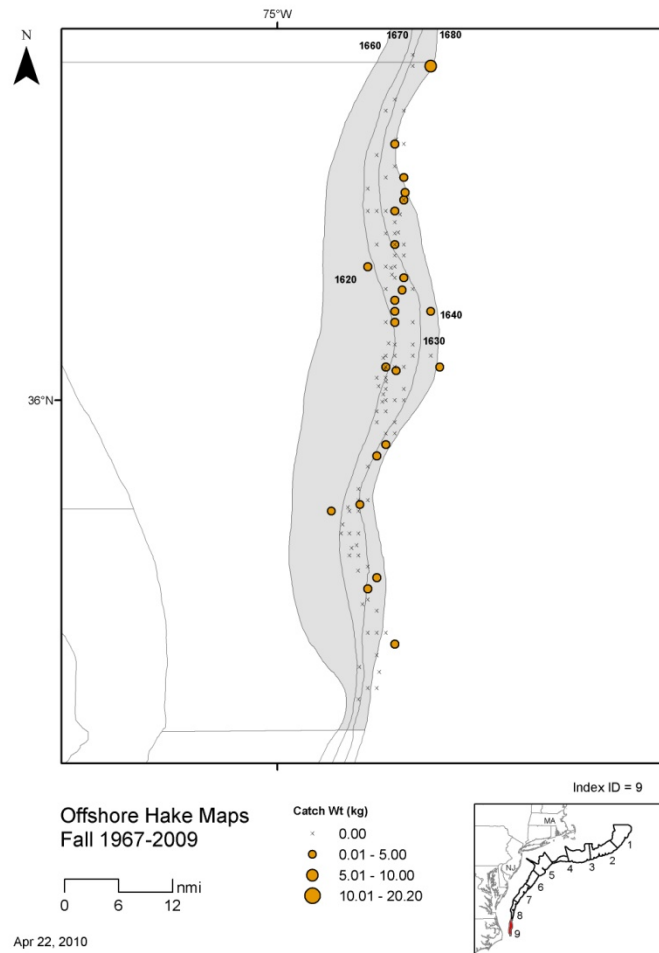 75°W
N
1670
1680
1660
1620
1640
1630
36°N
Index ID = 9
Offshore Hake Maps
Fall 1967-2009
nmi
0 6 12
Apr 22, 2010
Catch Wt (kg)
0.00
0.01 - 5.00
5.01 - 10.00
10.01 - 20.20
MA
NJ
1
2
3
4
5
6
7
8
9